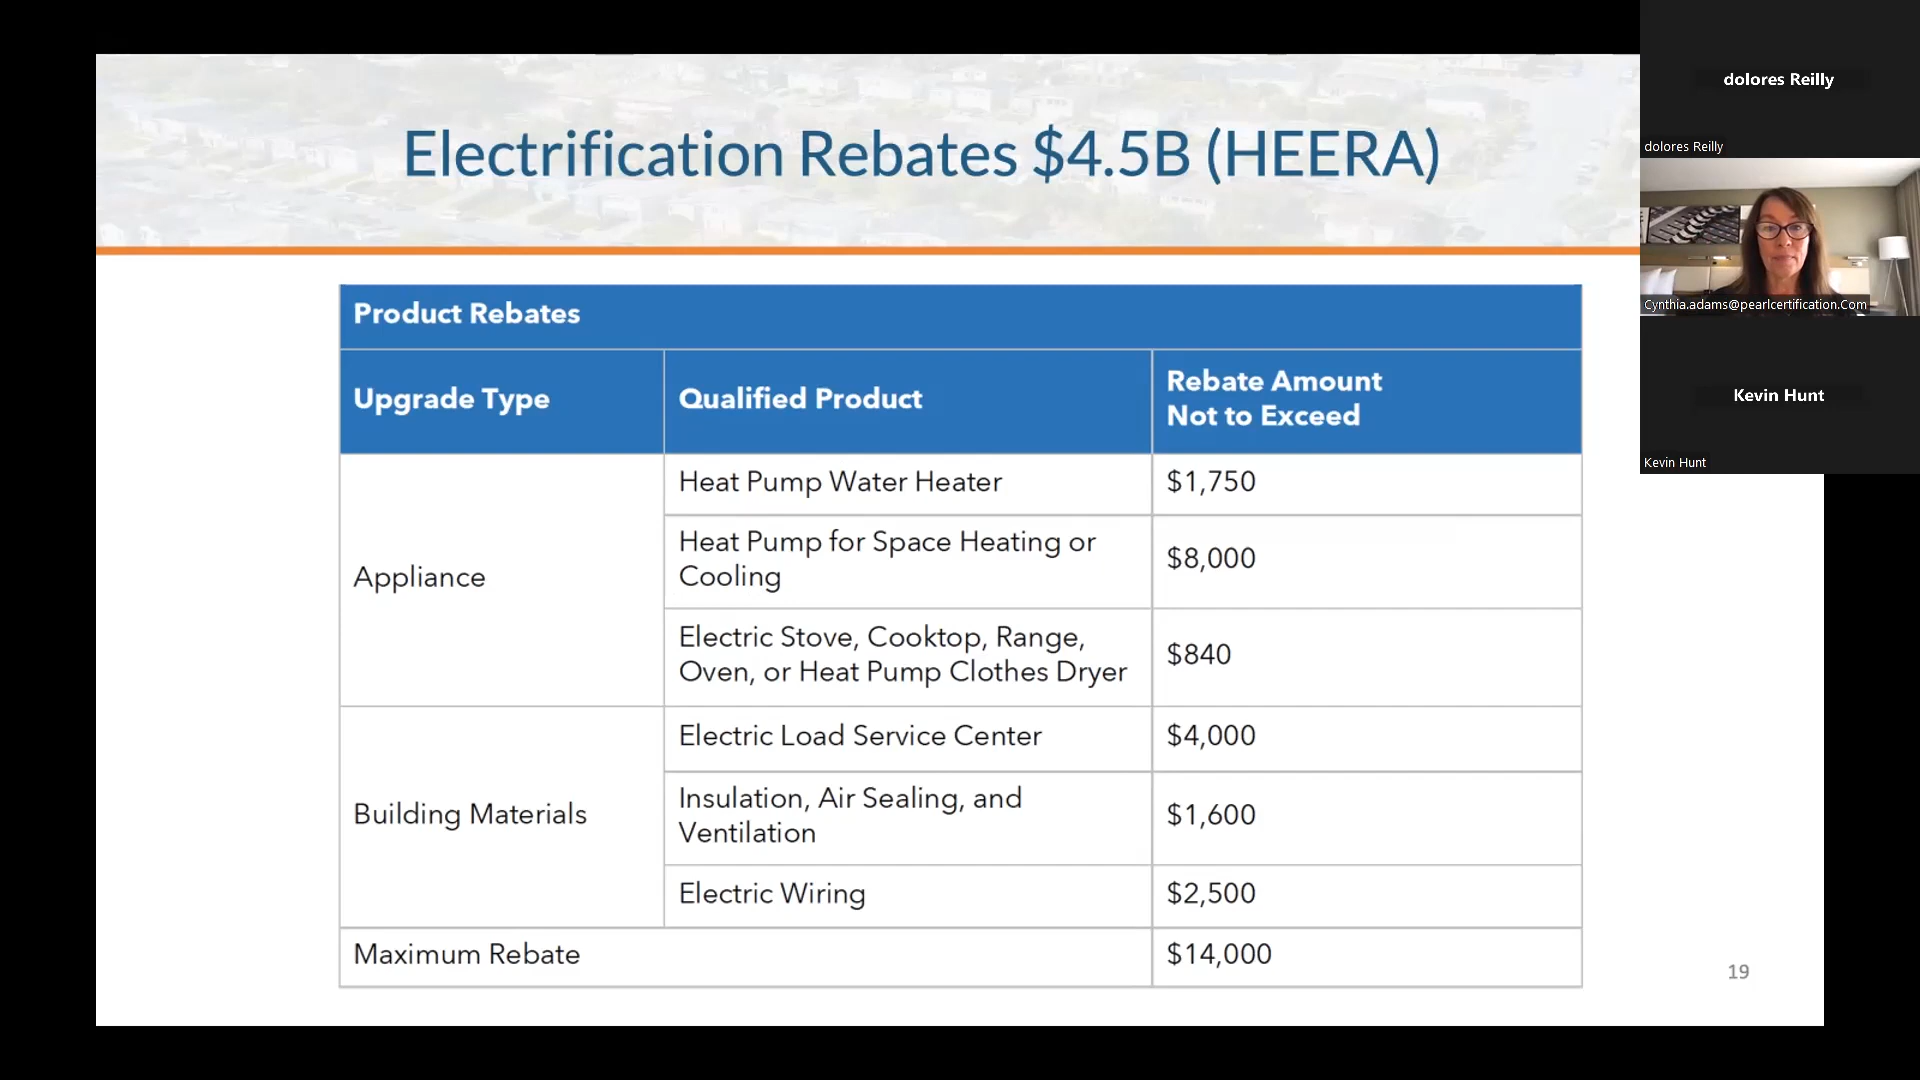 Electrification Rebates $4.5B (HEERA)
Product Rebates
Upgrade Type
Qualified Product
Rebate Amount
Not to Exceed
Appliance
Heat Pump Water Heater
$1,750
Heat Pump for Space Heating or
Cooling
$8,000
Electric Stove, Cooktop, Range,
Oven, or Heat Pump Clothes Dryer
$840
Building Materials
Electric Load Service Center
$4,000
Insulation, Air Sealing, and
Ventilation
$1,600
Electric Wiring
$2,500
Maximum Rebate
$14,000
19
dolores Reilly
dolores Reilly
Cynthia.adams@pearlcertification.Com
Kevin Hunt
Kevin Hunt